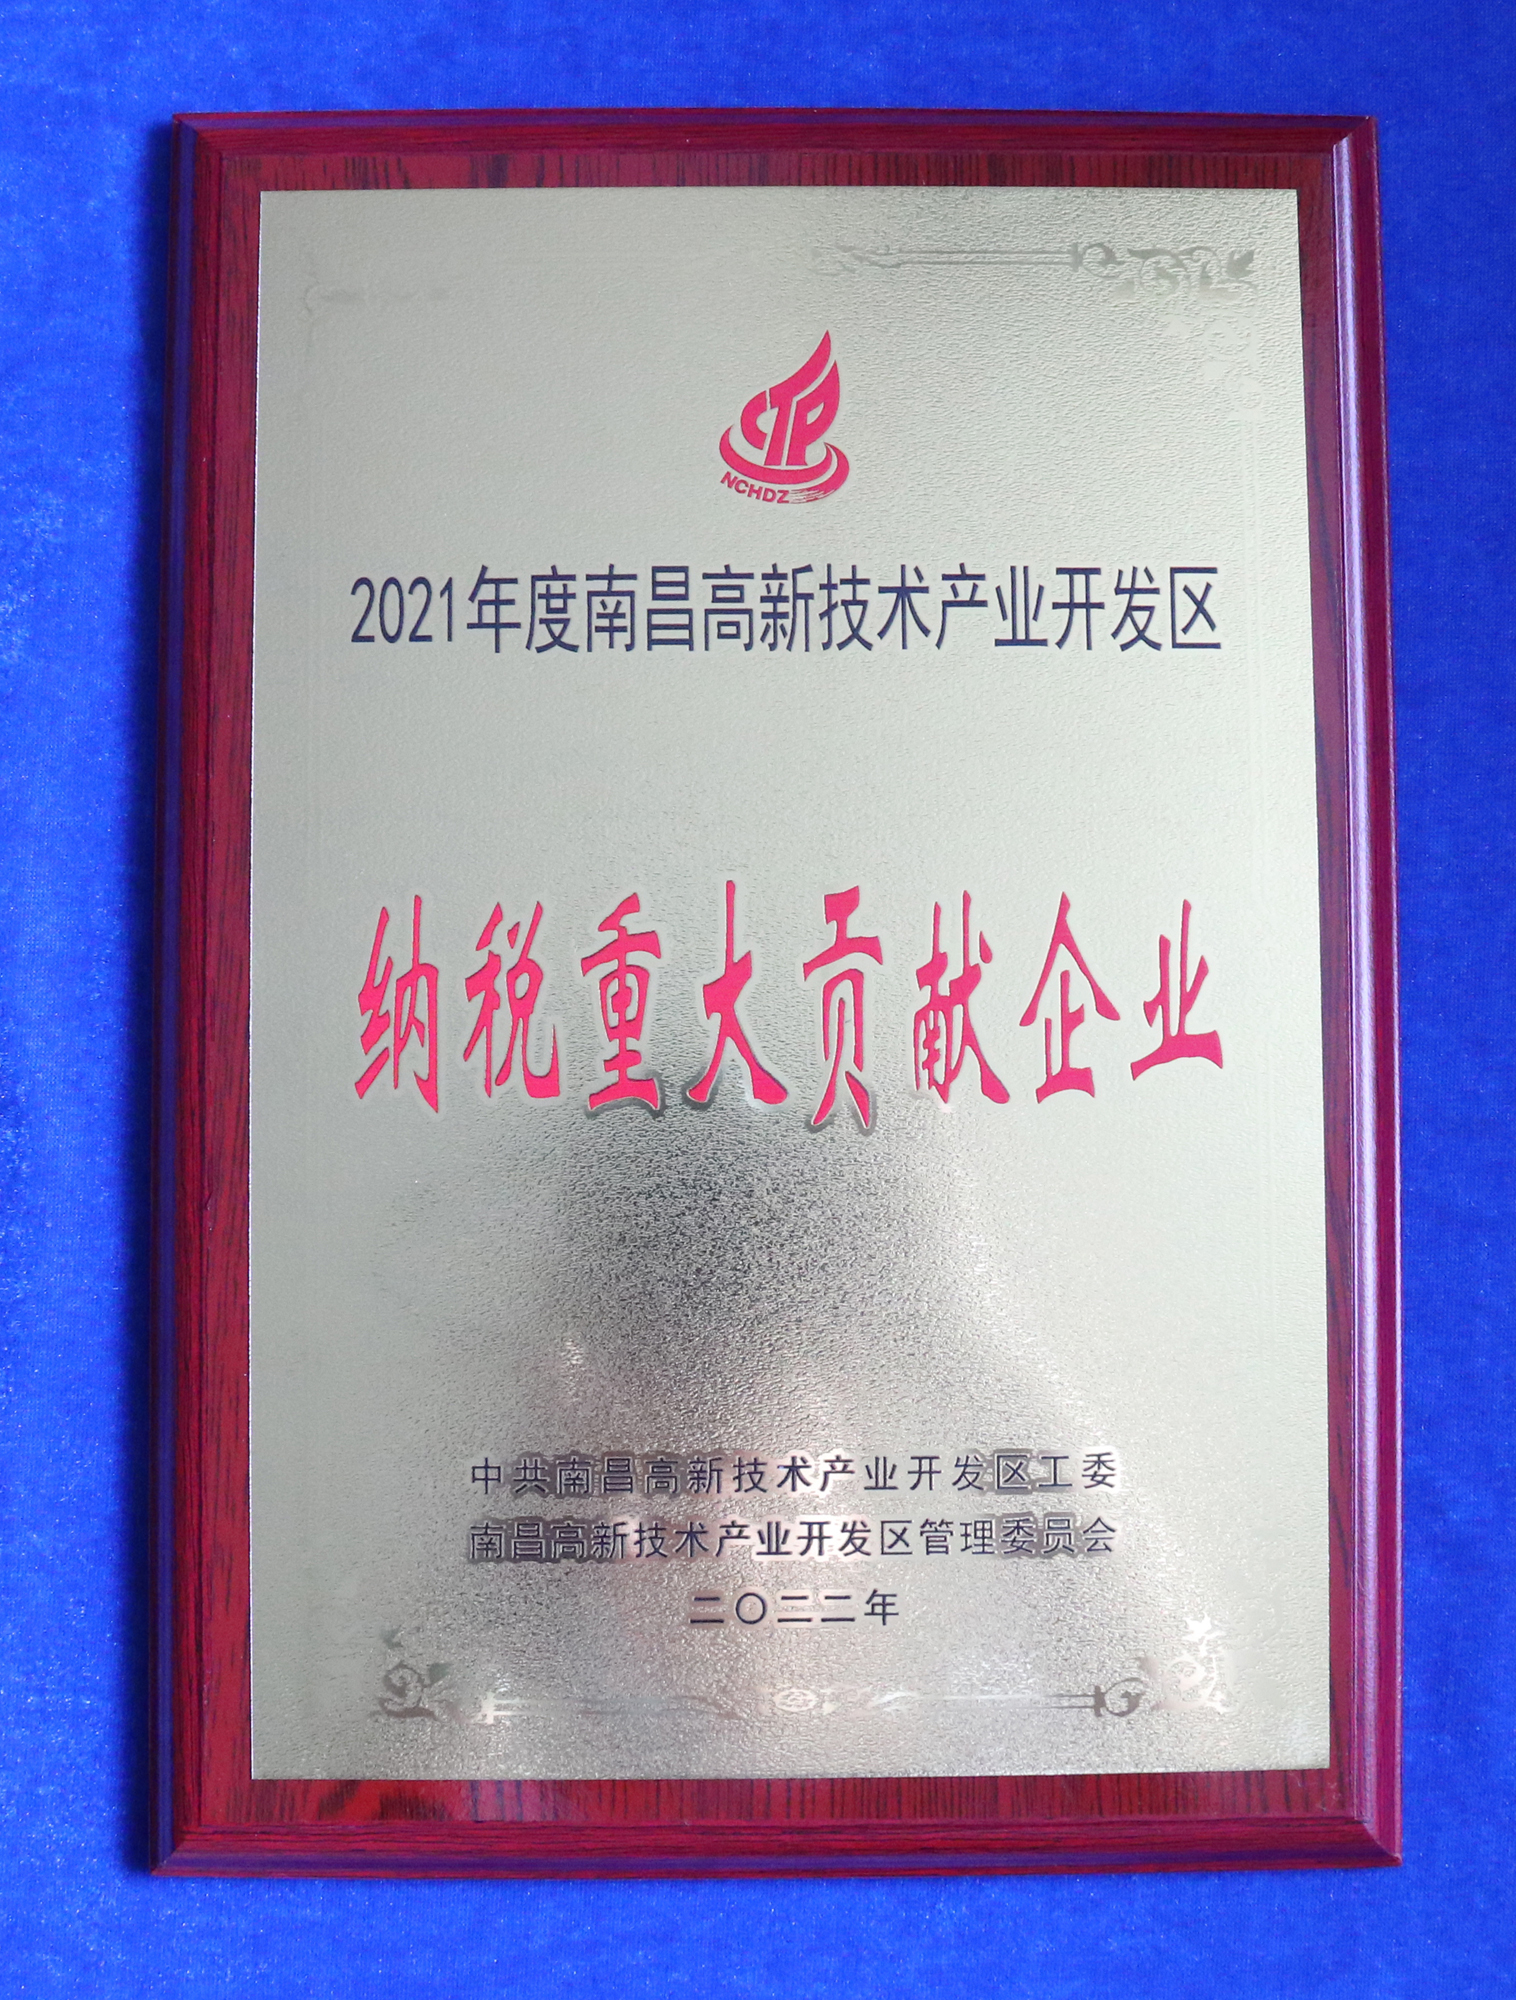 CTP
NCHDZ
2021年度南昌高新技术产业开发区
纳税重大贡献企业
中共南昌高新技术产业开发区工委
南昌高新技术产业开发区管理委员会
二〇二二年